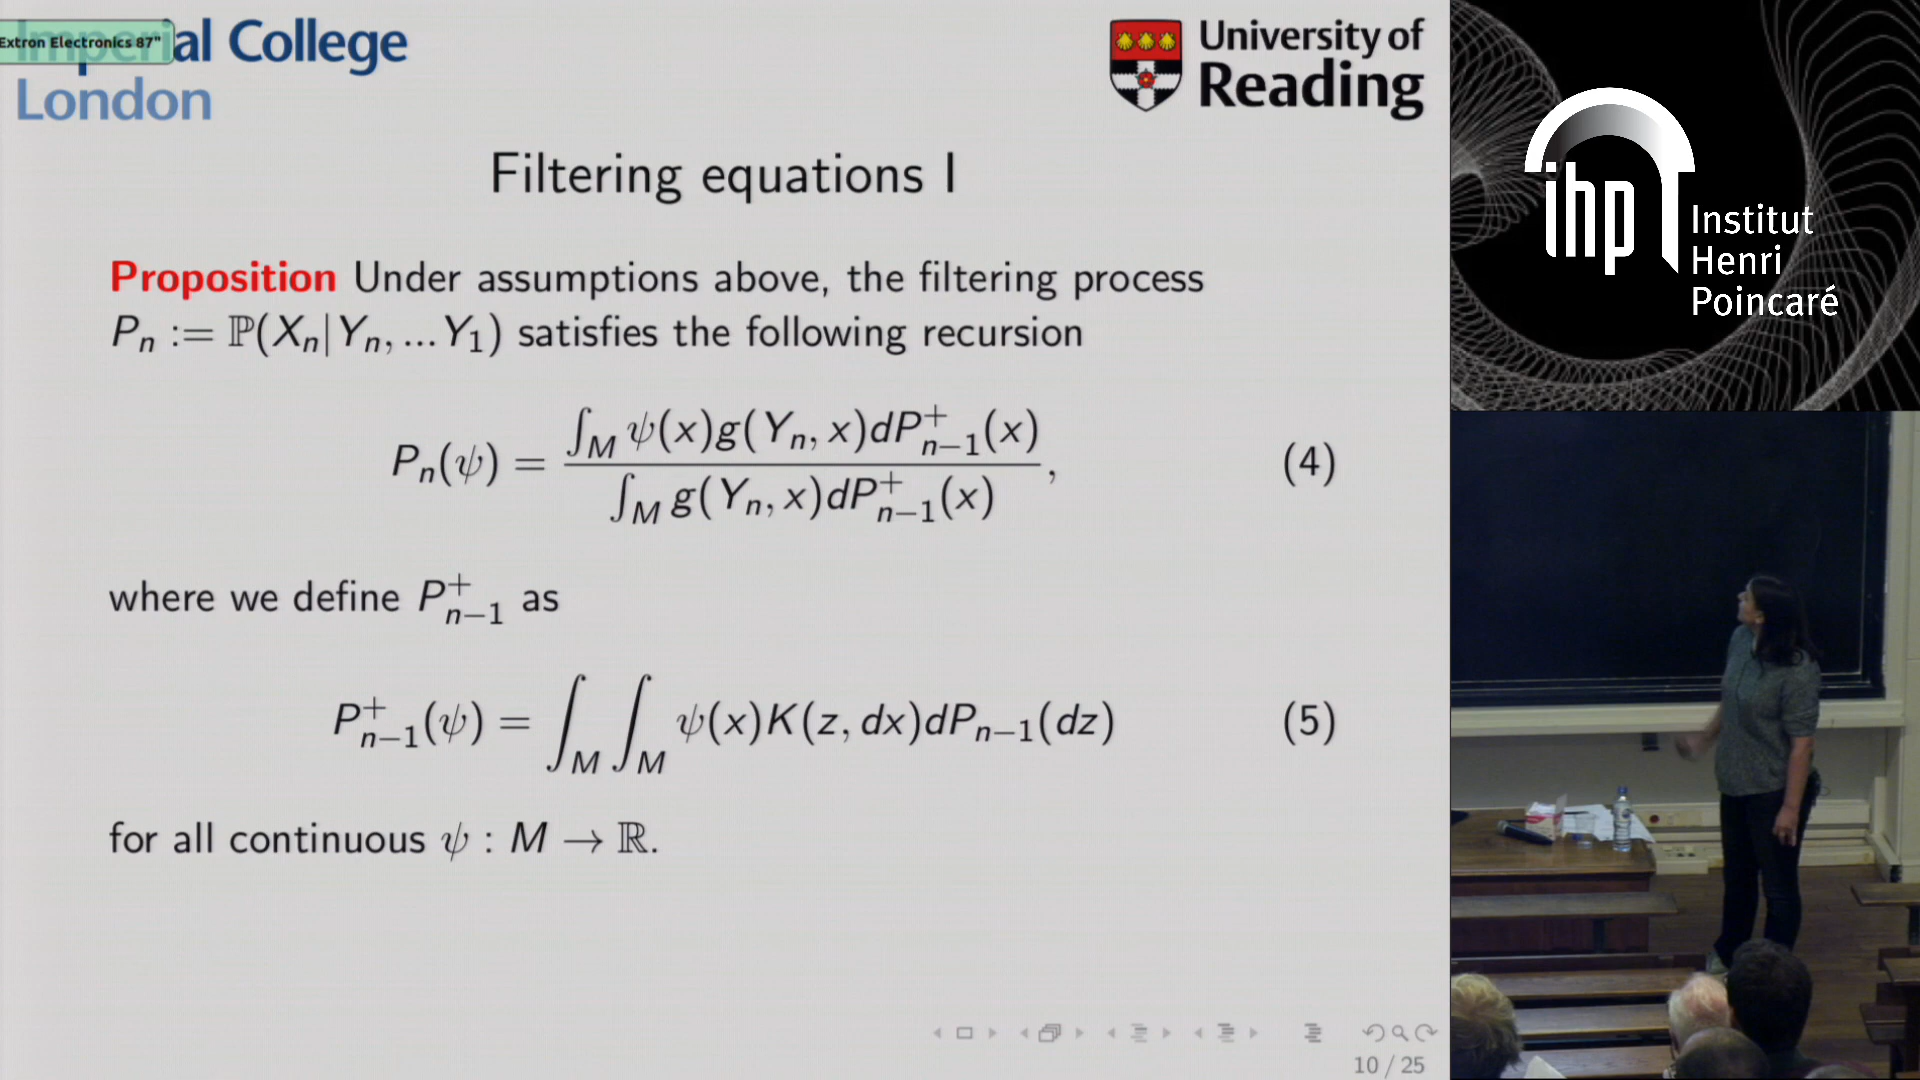 Extron Electronics 87"
Imperial College
London
University of
Reading
Filtering equations I
Proposition Under assumptions above, the filtering process
Pₙ := ℙ(Xₙ|Yₙ, ...Y₁) satisfies the following recursion
Pₙ(ψ) = ∫_M ψ(x)g(Yₙ, x)dP⁺ₙ₋₁(x) / ∫_M g(Yₙ, x)dP⁺ₙ₋₁(x), (4)
where we define P⁺ₙ₋₁ as
P⁺ₙ₋₁(ψ) = ∫_M ∫_M ψ(x)K(z, dx)dPₙ₋₁(dz) (5)
for all continuous ψ : M → ℝ.
10 / 25
ihp
Institut
Henri
Poincaré